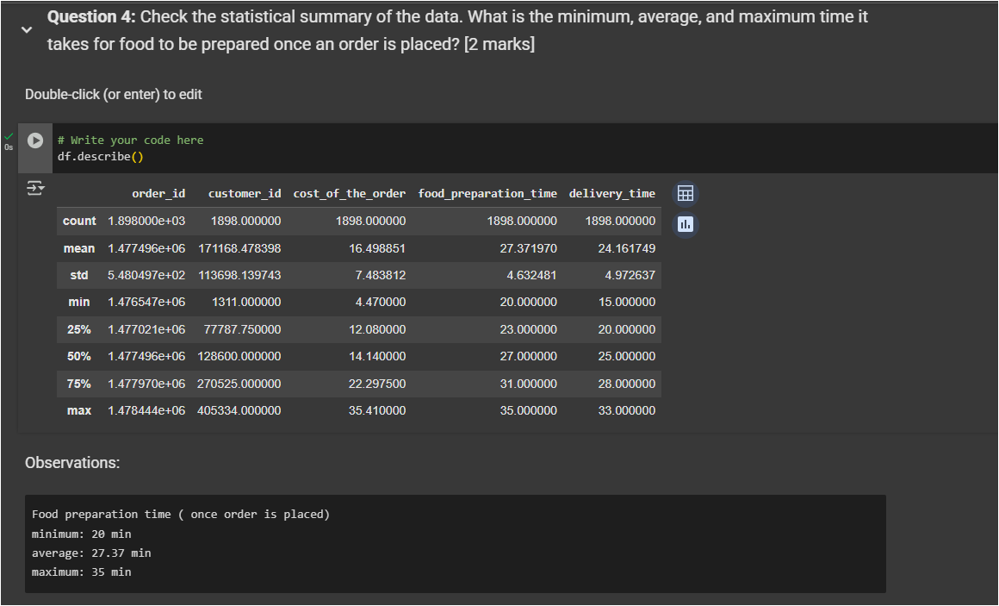 Question 4: Check the statistical summary of the data. What is the minimum, average, and maximum time it
takes for food to be prepared once an order is placed? [2 marks]
Double-click (or enter) to edit
0s
# Write your code here
df.describe()
order_id customer_id cost_of_the_order food_preparation_time delivery_time
count 1.898000e+03 1898.000000 1898.000000 1898.000000 1898.000000
mean 1.477496e+06 171168.478398 16.498851 27.371970 24.161749
std 5.480497e+02 113698.139743 7.483812 4.632481 4.972637
min 1.476547e+06 1311.000000 4.470000 20.000000 15.000000
25% 1.477021e+06 77787.750000 12.080000 23.000000 20.000000
50% 1.477496e+06 128600.000000 14.140000 27.000000 25.000000
75% 1.477970e+06 270525.000000 22.297500 31.000000 28.000000
max 1.478444e+06 405334.000000 35.410000 35.000000 33.000000
Observations:
Food preparation time ( once order is placed)
minimum: 20 min
average: 27.37 min
maximum: 35 min